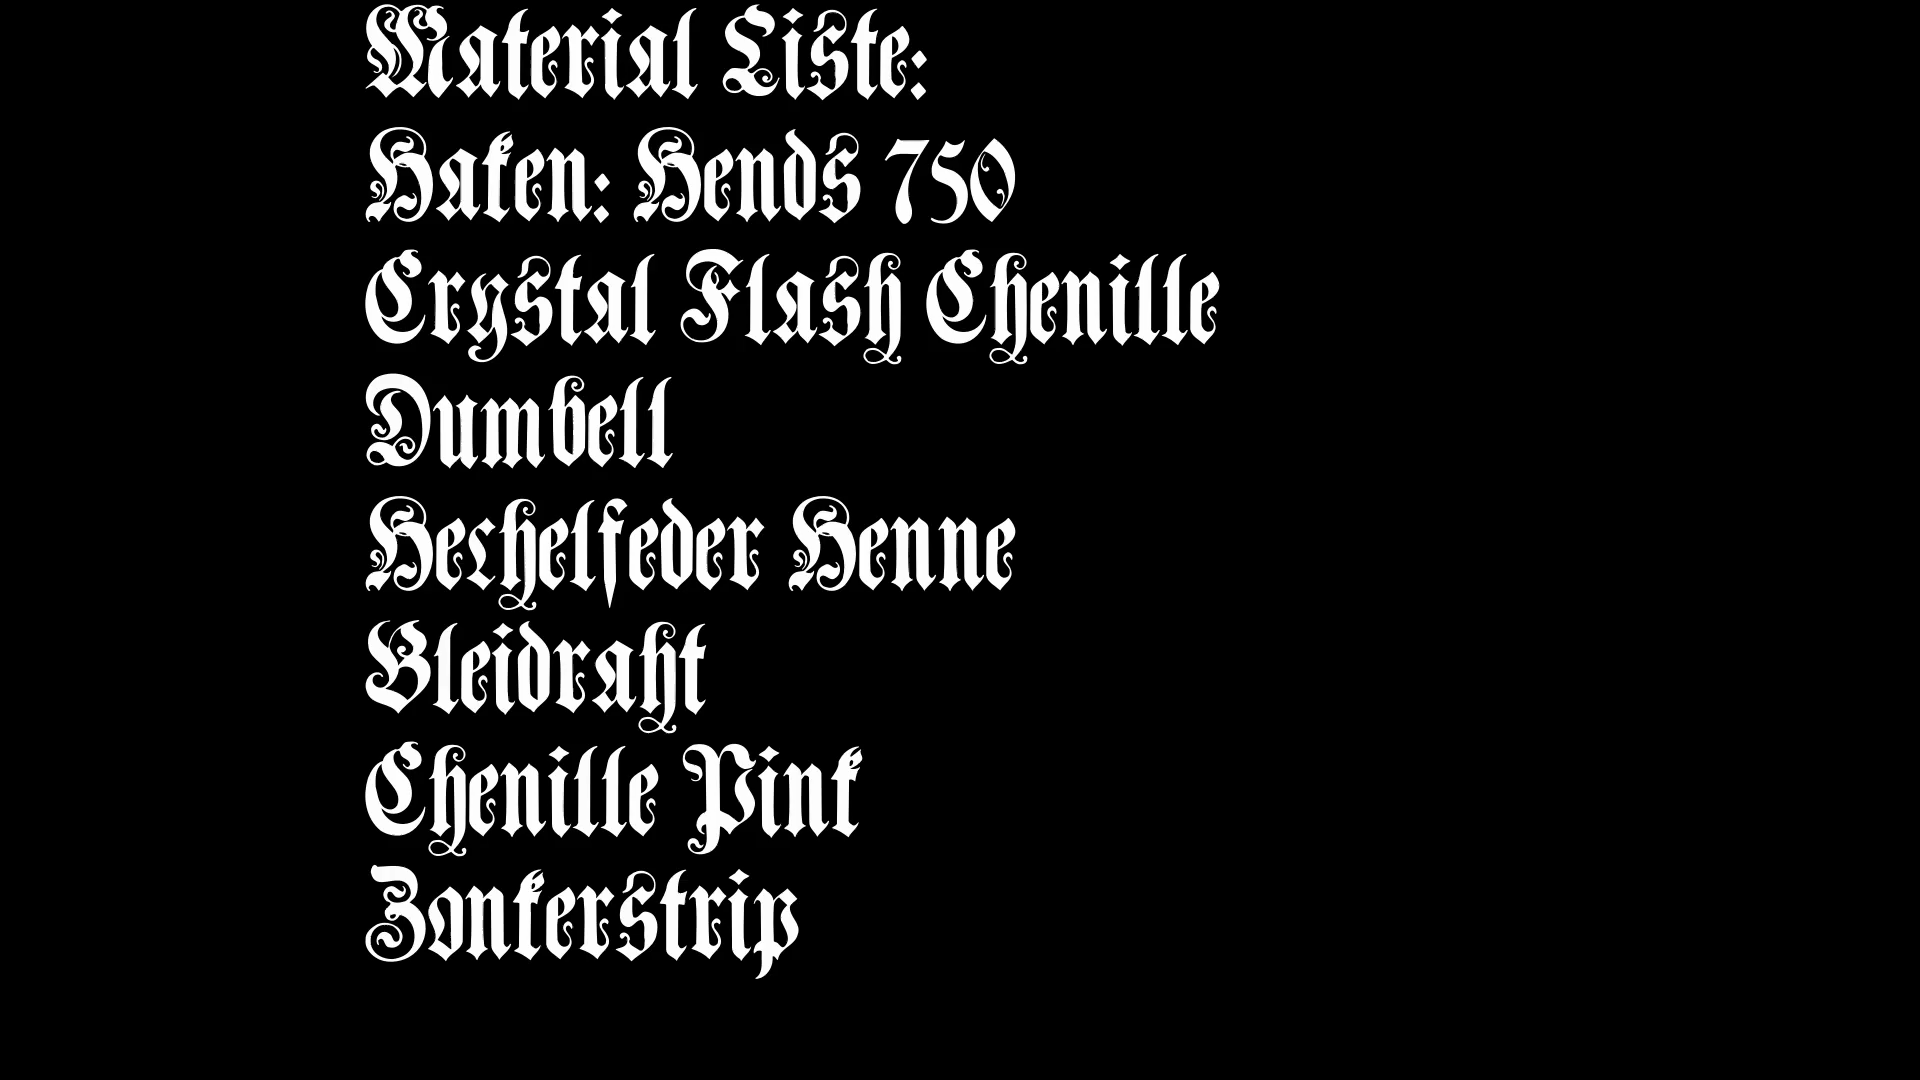 Material Liste:
Haken: Hends 750
Crystal Flash Chenille
Dumbell
Hechelfeder Henne
Bleidraht
Chenille Pink
Zonkerstrip